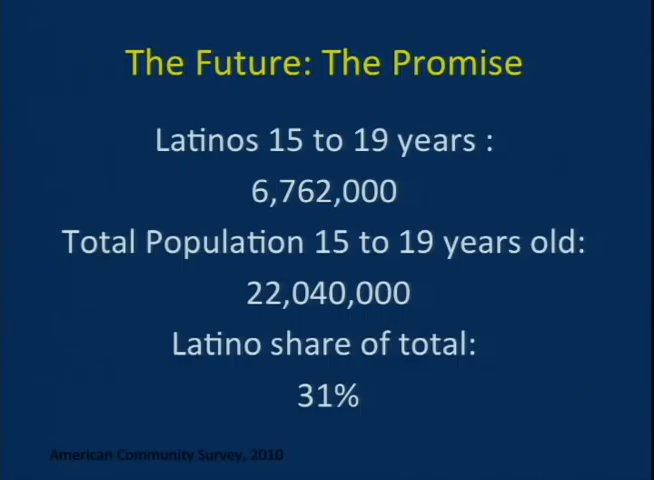 The Future: The Promise
Latinos 15 to 19 years :
6,762,000
Total Population 15 to 19 years old:
22,040,000
Latino share of total:
31%
American Community Survey, 2010